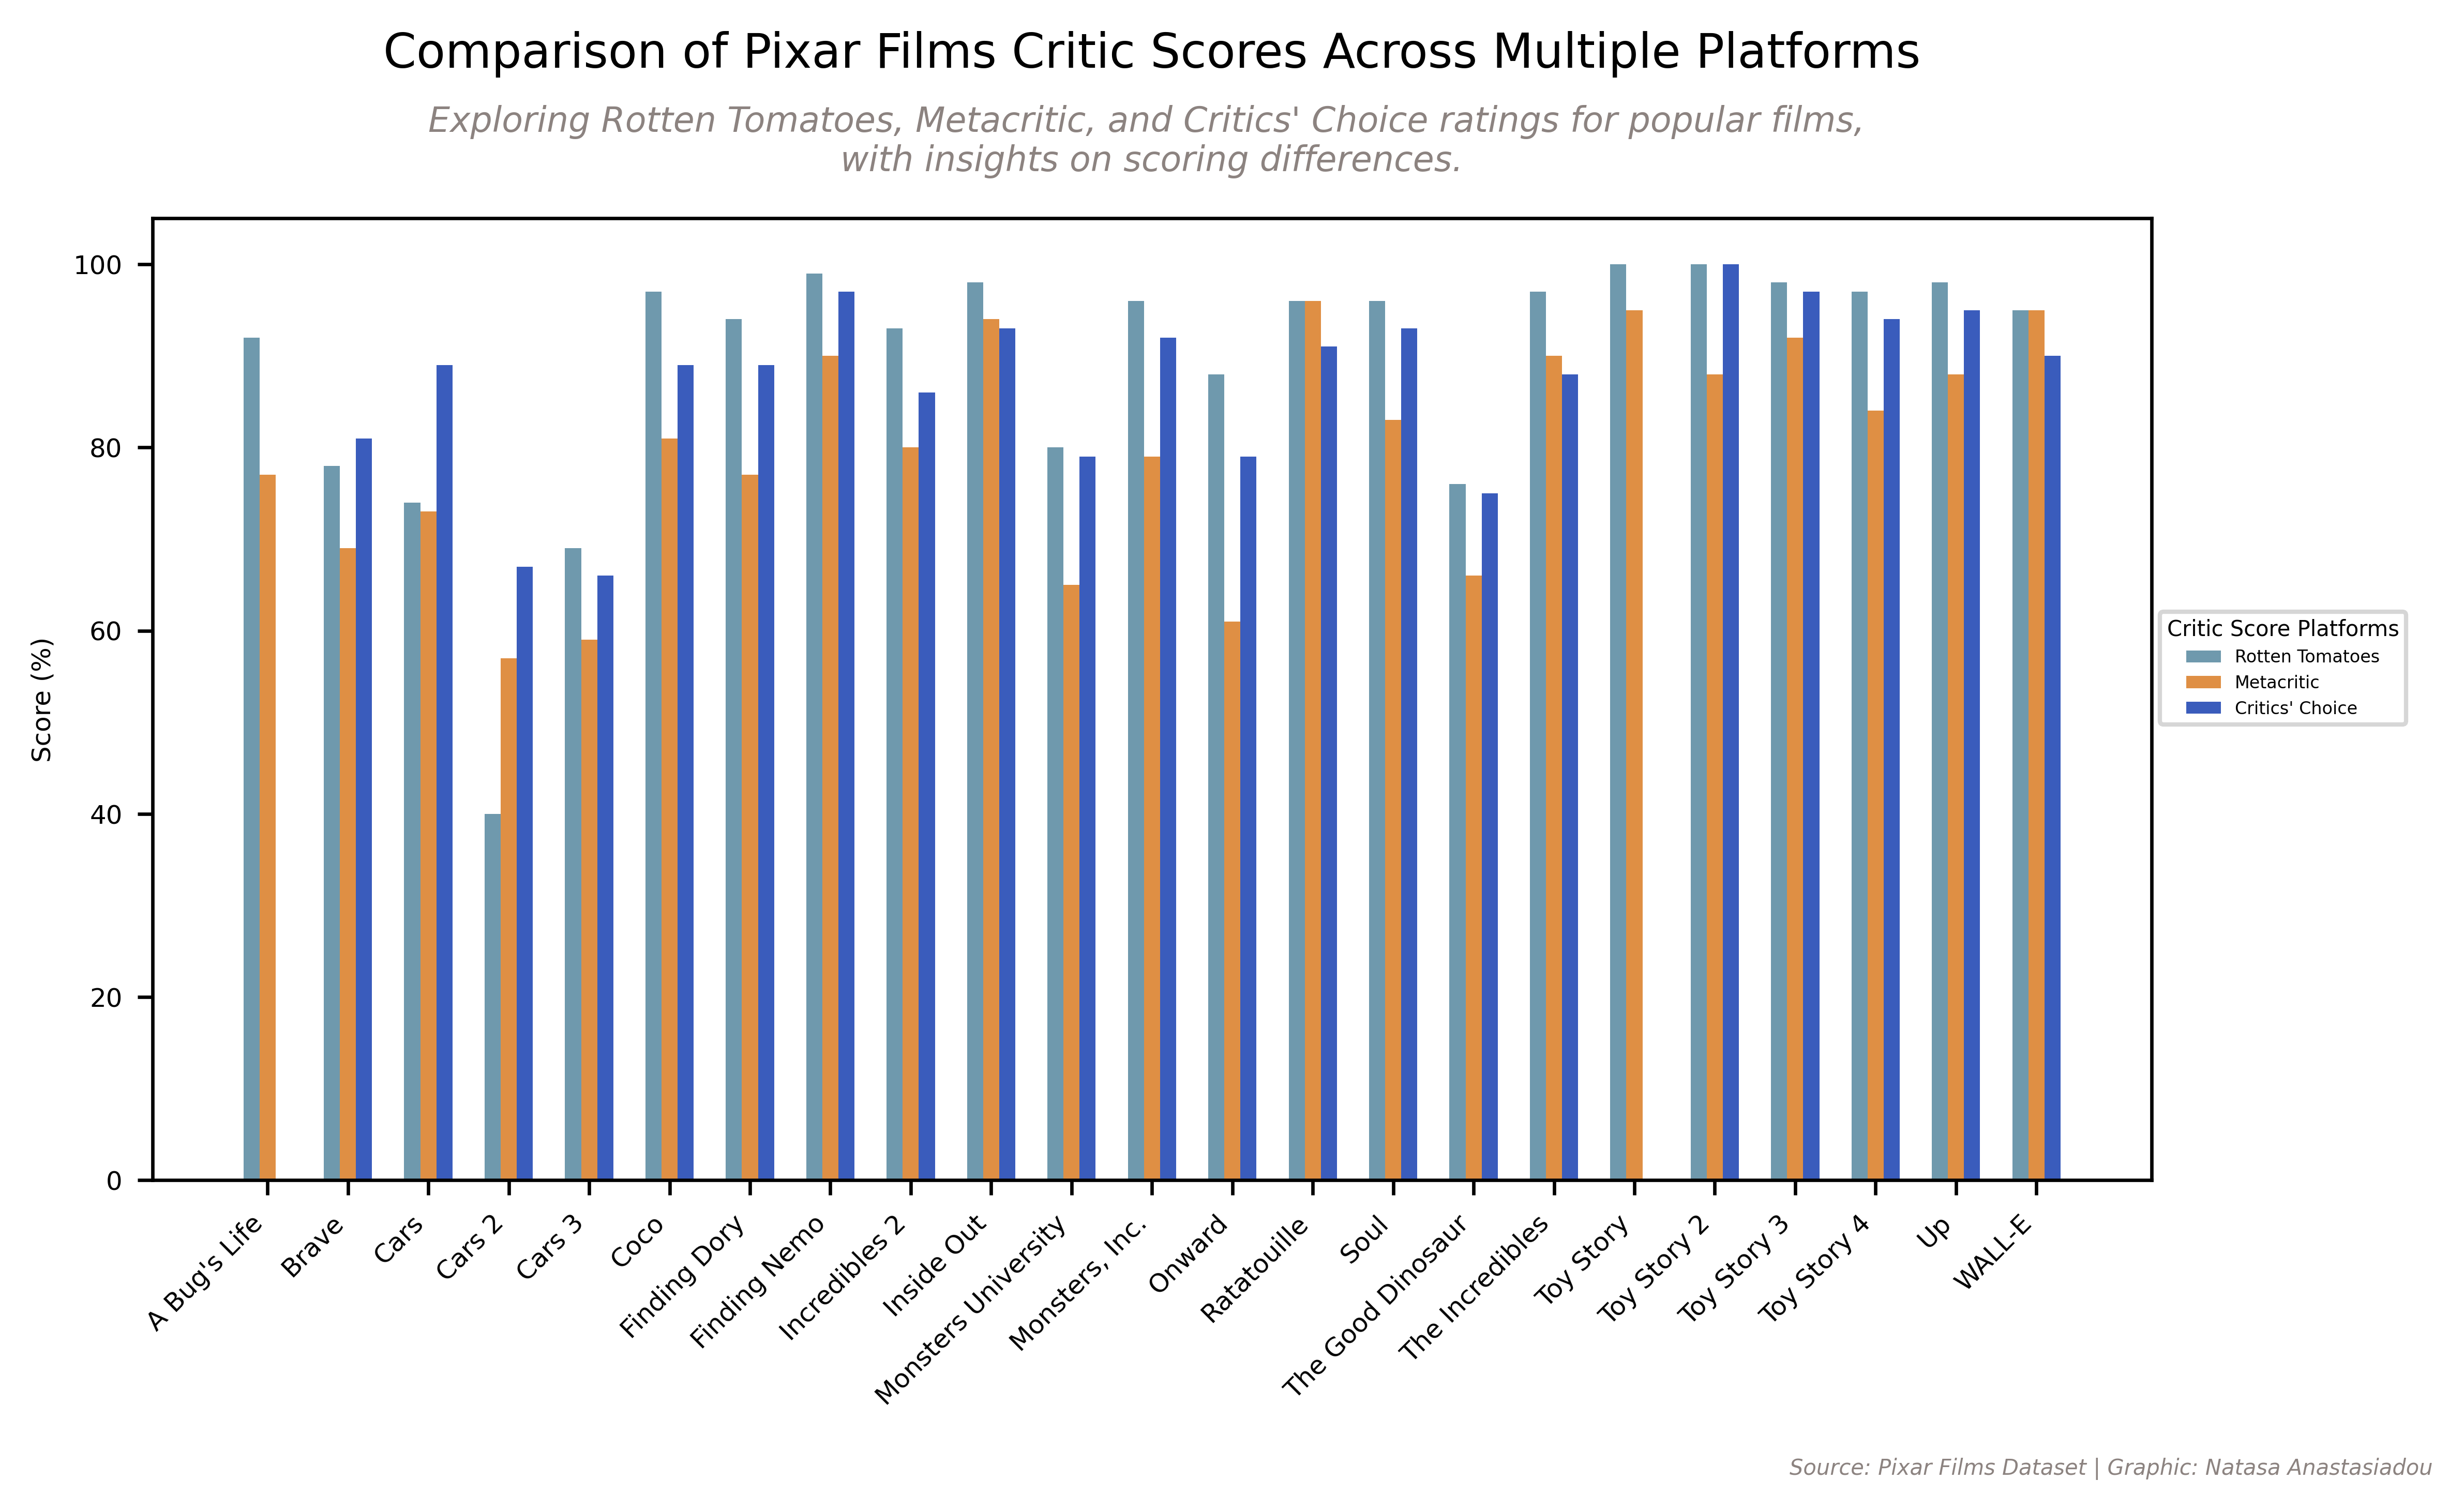 Comparison of Pixar Films Critic Scores Across Multiple Platforms
Exploring Rotten Tomatoes, Metacritic, and Critics' Choice ratings for popular films,
with insights on scoring differences.
Score (%)
100
80
60
40
20
0
A Bug's Life
Brave
Cars
Cars 2
Cars 3
Coco
Finding Dory
Finding Nemo
Incredibles 2
Inside Out
Monsters University
Monsters, Inc.
Onward
Ratatouille
Soul
The Good Dinosaur
The Incredibles
Toy Story
Toy Story 2
Toy Story 3
Toy Story 4
Up
WALL-E
Critic Score Platforms
Rotten Tomatoes
Metacritic
Critics' Choice
Source: Pixar Films Dataset | Graphic: Natasa Anastasiadou